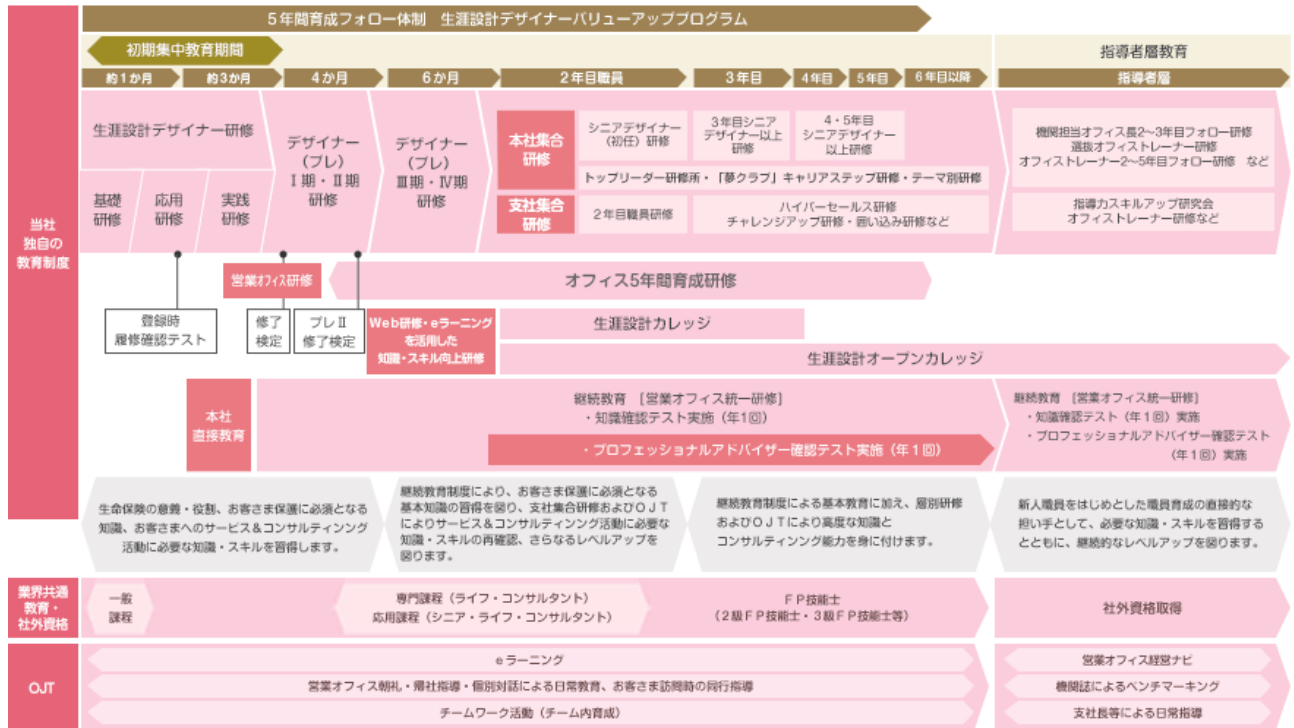 5年間育成フォロー体制　生涯設計デザイナーバリューアッププログラム
初期集中教育期間
指導者層教育
約1か月
約3か月
4か月
6か月
2年目職員
3年目
4年目
5年目
6年目以降
指導者層
当社
独自の
教育制度
生涯設計デザイナー研修
基礎
研修
応用
研修
実践
研修
デザイナー
（プレ）
Ⅰ期・Ⅱ期
研修
デザイナー
（プレ）
Ⅲ期・Ⅳ期
研修
本社集合
研修
シニアデザイナー
（初任）研修
3年目シニア
デザイナー以上
研修
4・5年目
シニアデザイナー
以上研修
トップリーダー研修所・「夢クラブ」キャリアステップ研修・テーマ別研修
支社集合
研修
2年目職員研修
ハイパーセールス研修
チャレンジアップ研修・囲い込み研修など
機関担当オフィス長2～3年目フォロー研修
選抜オフィストレーナー研修
オフィストレーナー2～5年目フォロー研修　など
指導力スキルアップ研究会
オフィストレーナー研修など
営業オフィス研修
オフィス5年間育成研修
登録時
履修確認テスト
修了
検定
プレⅡ
修了検定
Web研修・eラーニング
を活用した
知識・スキル向上研修
生涯設計カレッジ
生涯設計オープンカレッジ
本社
直接教育
継続教育　［営業オフィス統一研修］
・知識確認テスト実施（年1回）
・プロフェッショナルアドバイザー確認テスト実施（年1回）
継続教育　［営業オフィス統一研修］
・知識確認テスト（年1回）実施
・プロフェッショナルアドバイザー確認テスト
（年1回）実施
生命保険の意義・役割、お客さま保護に必須となる
知識、お客さまへのサービス＆コンサルティンング
活動に必要な知識・スキルを習得します。
継続教育制度により、お客さま保護に必須となる
基本知識の習得を図り、支社集合研修およびOJT
によりサービス＆コンサルティンング活動に必要な
知識・スキルの再確認、さらなるレベルアップを
図ります。
継続教育制度による基本教育に加え、層別研修
およびOJTにより高度な知識と
コンサルティンング能力を身に付けます。
新人職員をはじめとした職員育成の直接的な
担い手として、必要な知識・スキルを習得する
とともに、継続的なレベルアップを図ります。
業界共通
教育・
社外資格
一般
課程
専門課程（ライフ・コンサルタント）
応用課程（シニア・ライフ・コンサルタント）
FP技能士
（2級FP技能士・3級FP技能士等）
社外資格取得
OJT
eラーニング
営業オフィス朝礼・帰社指導・個別対話による日常教育、お客さま訪問時の同行指導
チームワーク活動（チーム内育成）
営業オフィス経営ナビ
機関誌によるベンチマーキング
支社長等による日常指導